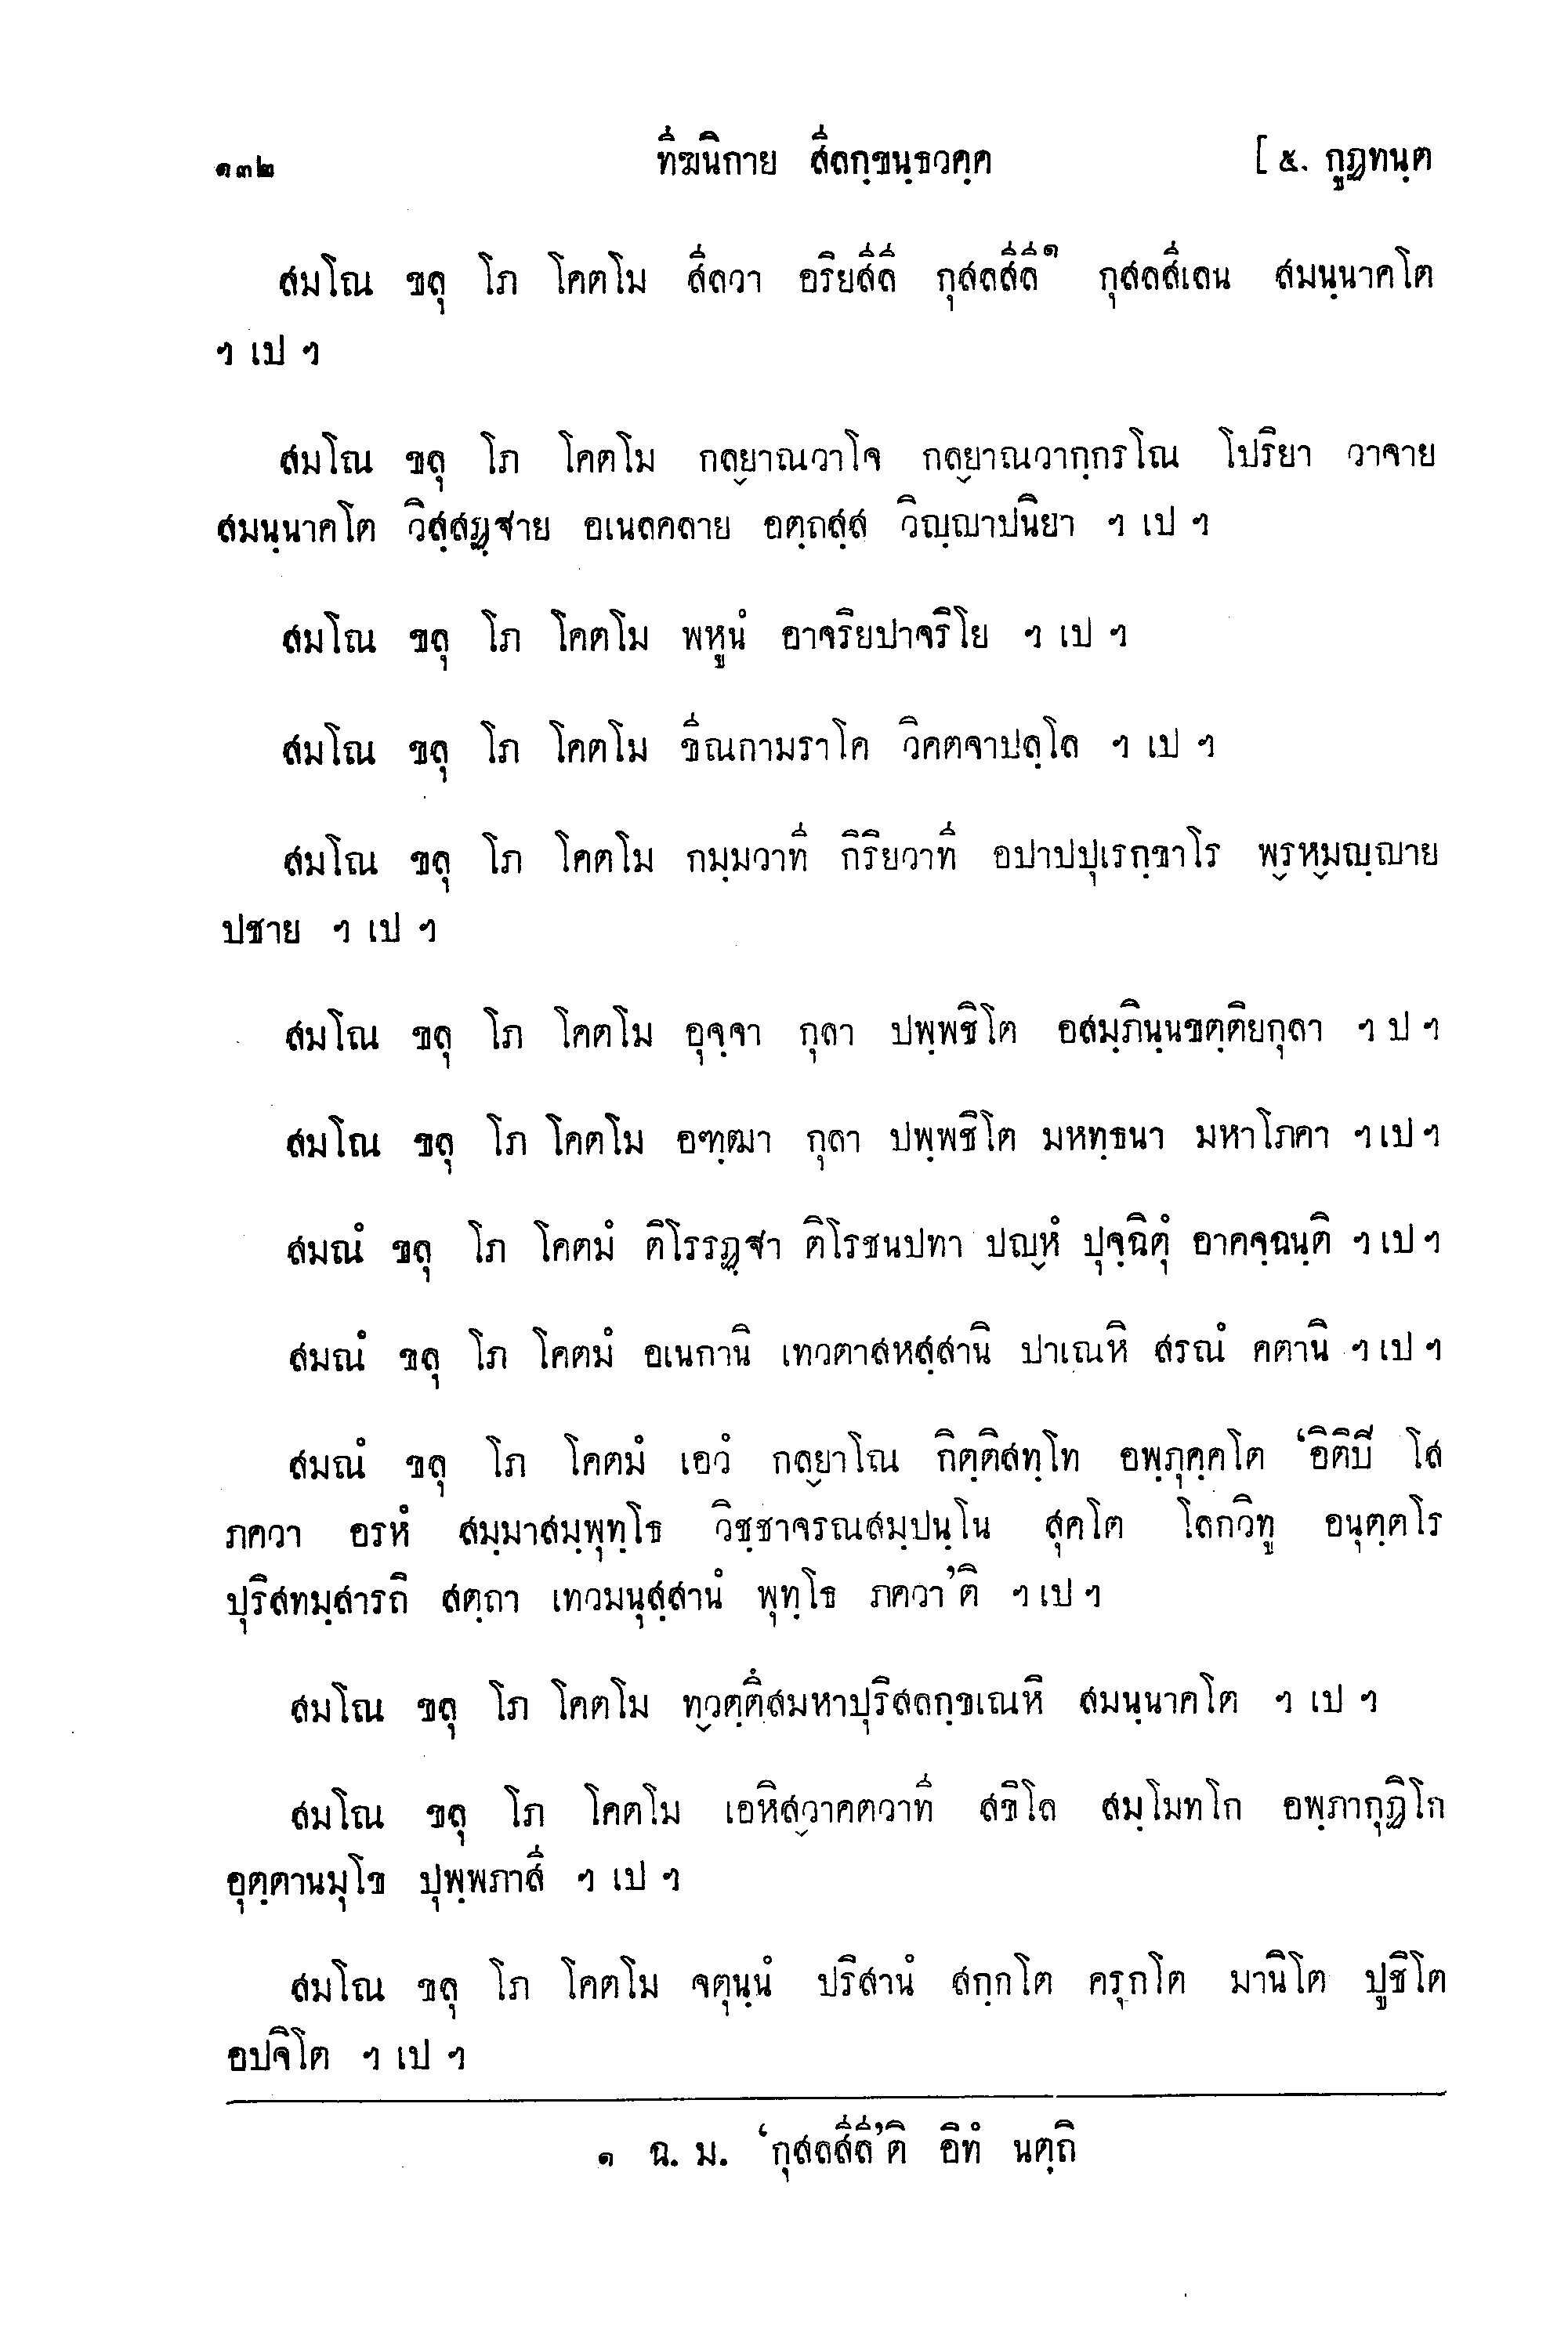 ๑๓๒ ทีฆนิกาย สีลกฺขนฺธวคฺค [ ๕. กูฏทนฺต
สมโณ ขลุ โภ โคตโม สีลวา อริยสีลี กุสลสีลี๑ กุสลสีเลน สมนฺนาคโต
ฯ เป ฯ
สมโณ ขลุ โภ โคตโม กลฺยาณวาโจ กลฺยาณวากฺกรโณ โปริยา วาจาย
สมนฺนาคโต วิสฺสฏฺฐาย อเนลคลาย อตฺถสฺส วิญฺญาปนิยา ฯ เป ฯ
สมโณ ขลุ โภ โคตโม พหูนํ อาจริยปาจริโย ฯ เป ฯ
สมโณ ขลุ โภ โคตโม ขีณกามราโค วิคตจาปลฺโล ฯ เป ฯ
สมโณ ขลุ โภ โคตโม กมฺมวาที กิริยวาที อปาปปุเรกฺขาโร พฺรหฺมญฺญาย
ปชาย ฯ เป ฯ
สมโณ ขลุ โภ โคตโม อุจฺจา กุลา ปพฺพชิโต อสมฺภินฺนขตฺติยกุลา ฯ ป ฯ
สมโณ ขลุ โภ โคตโม อฑฺฒา กุลา ปพฺพชิโต มหทฺธนา มหาโภคา ฯ เป ฯ
สมณํ ขลุ โภ โคตมํ ติโรรฏฺฐา ติโรชนปทา ปญฺหํ ปุจฺฉิตุํ อาคจฺฉนฺติ ฯ เป ฯ
สมณํ ขลุ โภ โคตมํ อเนกานิ เทวตาสหสฺสานิ ปาเณหิ สรณํ คตานิ ฯ เป ฯ
สมณํ ขลุ โภ โคตมํ เอวํ กลฺยาโณ กิตฺติสทฺโท อพฺภุคฺคโต ‘อิติปิ โส
ภควา อรหํ สมฺมาสมฺพุทฺโธ วิชฺชาจรณสมฺปนฺโน สุคโต โลกวิทู อนุตฺตโร
ปุริสทมฺสารถิ สตฺถา เทวมนุสฺสานํ พุทฺโธ ภควา’ติ ฯ เป ฯ
สมโณ ขลุ โภ โคตโม ทฺวตฺตึสมหาปุริสลกฺขเณหิ สมนฺนาคโต ฯ เป ฯ
สมโณ ขลุ โภ โคตโม เอหิสฺวาคตวาที สขิโล สมฺโมทโก อพฺภากุฏิโก
อุตฺตานมุโข ปุพฺพภาสี ฯ เป ฯ
สมโณ ขลุ โภ โคตโม จตุนฺนํ ปริสานํ สกฺกโต ครุกโต มานิโต ปูชิโต
อปจิโต ฯ เป ฯ
๑ ฉ. ม. ‘กุสลสีลี’ติ อิทํ นตฺถิ